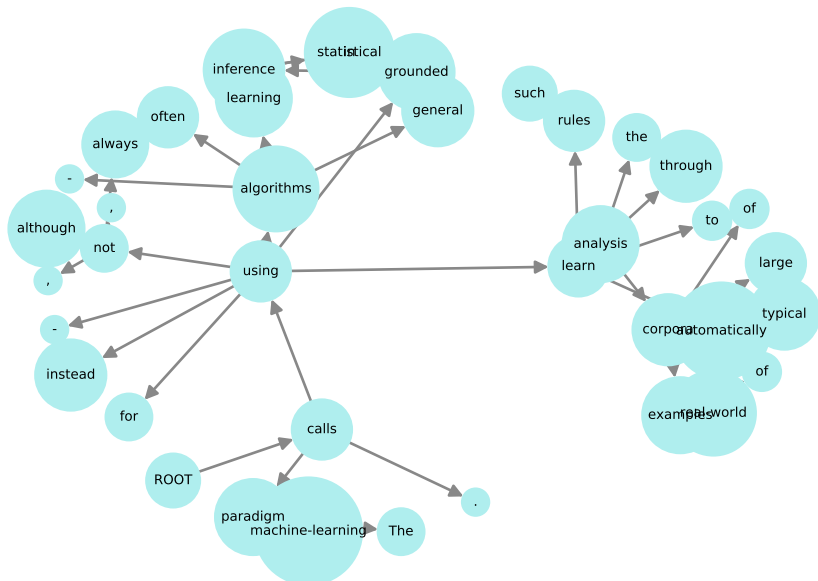 statistical
in
inference
grounded
learning
general
often
always
such
rules
the
through
-
algorithms
,
although
not
of
to
analysis
,
using
learn
large
typical
-
corpora
automatically
instead
of
for
examples
real-world
calls
ROOT
paradigm
machine-learning
The
.